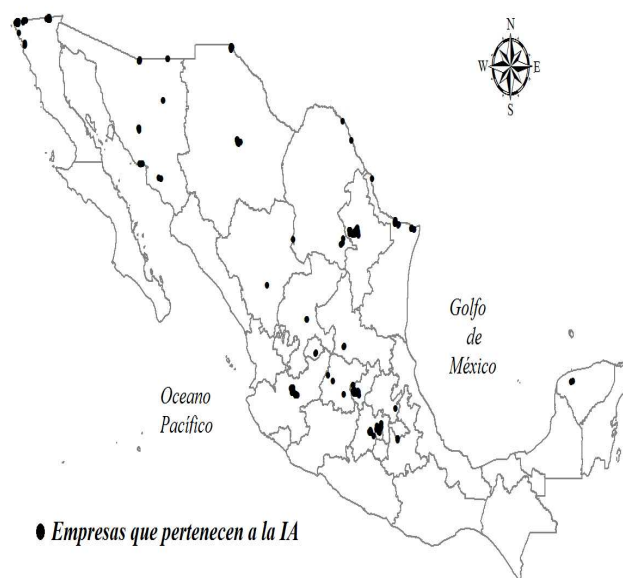 N
W E
S
Golfo
de
México
Oceano
Pacífico
Empresas que pertenecen a la IA